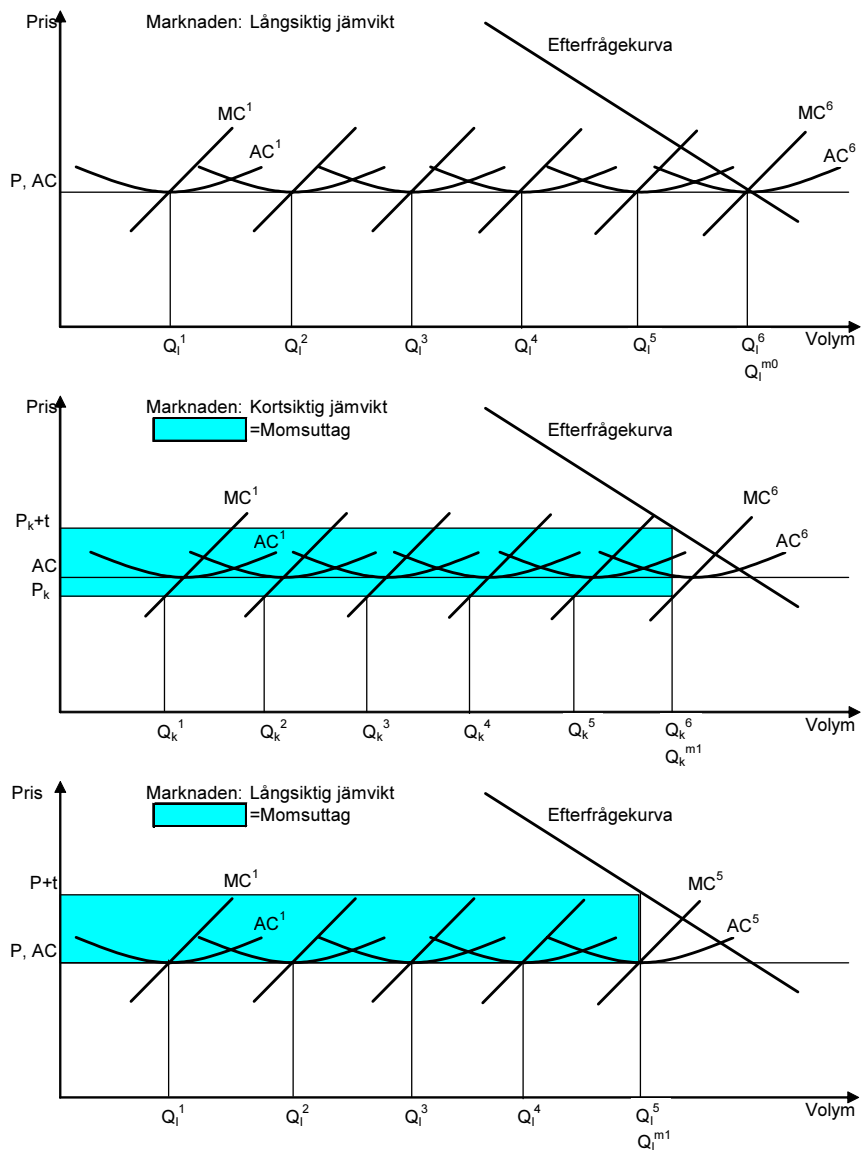 Pris
Marknaden: Långsiktig jämvikt
Efterfrågekurva
MC¹
MC⁶
AC¹
AC⁶
P, AC
Volym
Qₗ¹ Qₗ² Qₗ³ Qₗ⁴ Qₗ⁵ Qₗ⁶
Qₗᵐ⁰
Pris
Marknaden: Kortsiktig jämvikt
=Momsuttag
Efterfrågekurva
MC¹
MC⁶
Pₖ+t
AC¹
AC⁶
AC
Pₖ
Volym
Qₖ¹ Qₖ² Qₖ³ Qₖ⁴ Qₖ⁵ Qₖ⁶
Qₖᵐ¹
Pris
Marknaden: Långsiktig jämvikt
=Momsuttag
Efterfrågekurva
P+t
MC¹
MC⁵
AC¹
AC⁵
P, AC
Volym
Qₗ¹ Qₗ² Qₗ³ Qₗ⁴ Qₗ⁵
Qₗᵐ¹